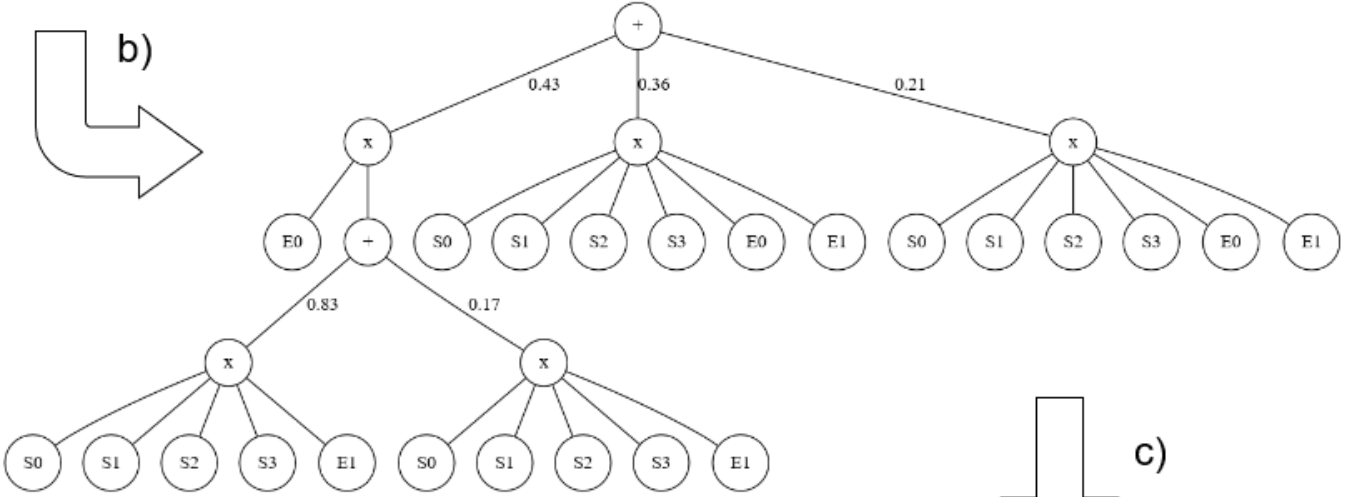 b)
+
0.43 0.36 0.21
x x x
E0 + S0 S1 S2 S3 E0 E1 S0 S1 S2 S3 E0 E1
0.83 0.17
x x
c)
S0 S1 S2 S3 E1 S0 S1 S2 S3 E1